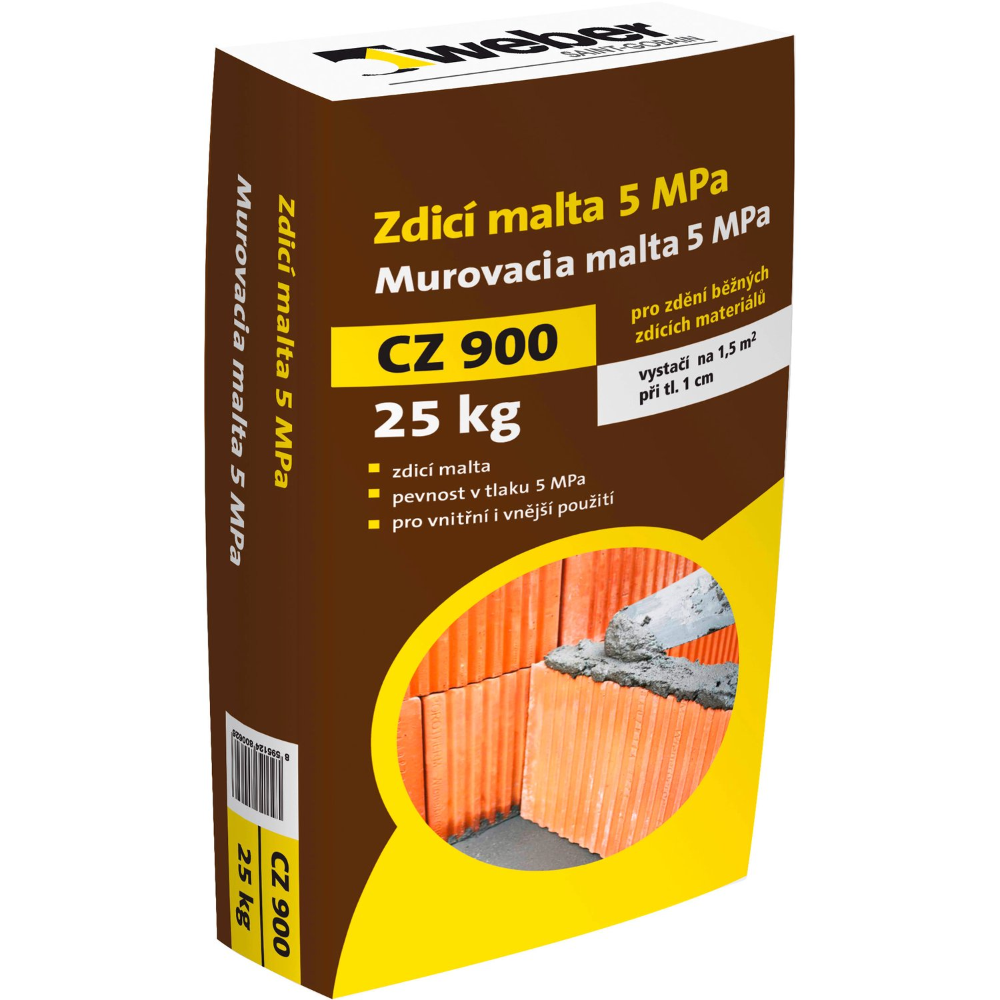 weber
SAINT-GOBAIN
Zdicí malta 5 MPa
Murovacia malta 5 MPa
pro zdění běžných
zdících materiálů
CZ 900
vystačí na 1,5 m²
při tl. 1 cm
25 kg
zdicí malta
pevnost v tlaku 5 MPa
pro vnitřní i vnější použití
Zdicí malta 5 MPa
Murovacia malta 5 MPa
8 595124 800626
CZ 900
25 kg